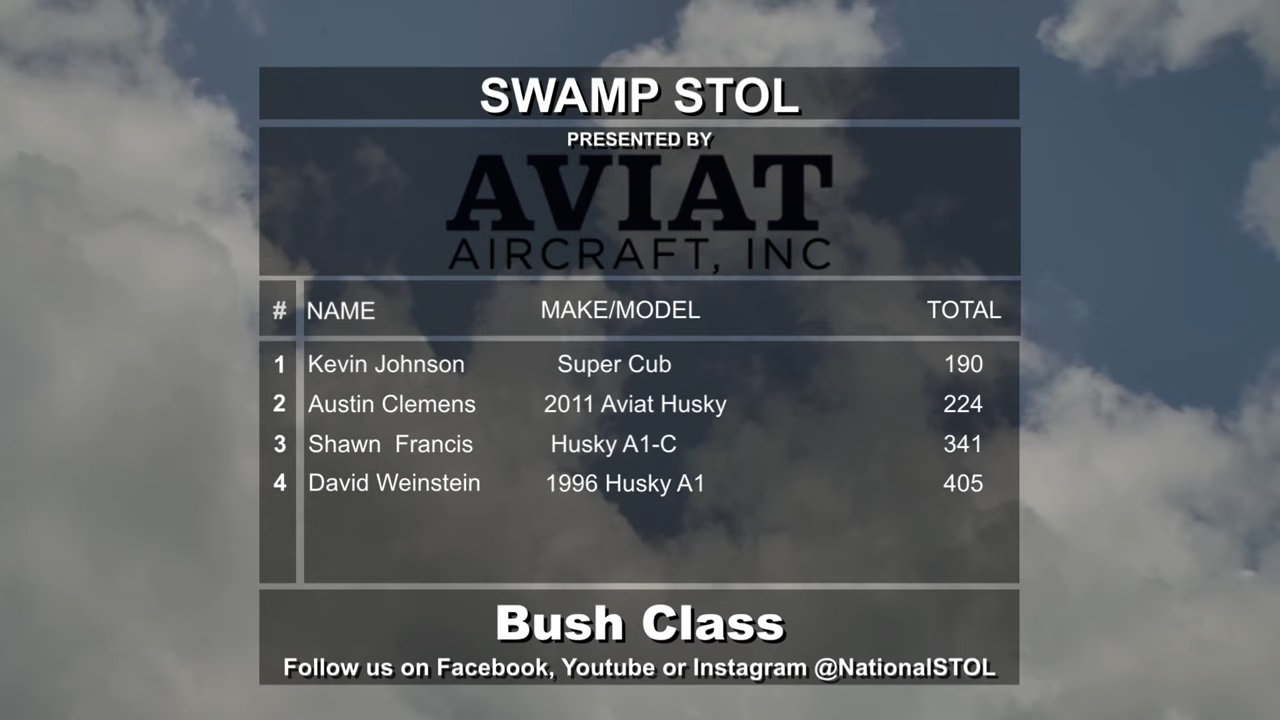 SWAMP STOL
PRESENTED BY
AVIAT
AIRCRAFT, INC
# NAME MAKE/MODEL TOTAL
1 Kevin Johnson Super Cub 190
2 Austin Clemens 2011 Aviat Husky 224
3 Shawn Francis Husky A1-C 341
4 David Weinstein 1996 Husky A1 405
Bush Class
Follow us on Facebook, Youtube or Instagram @NationalSTOL